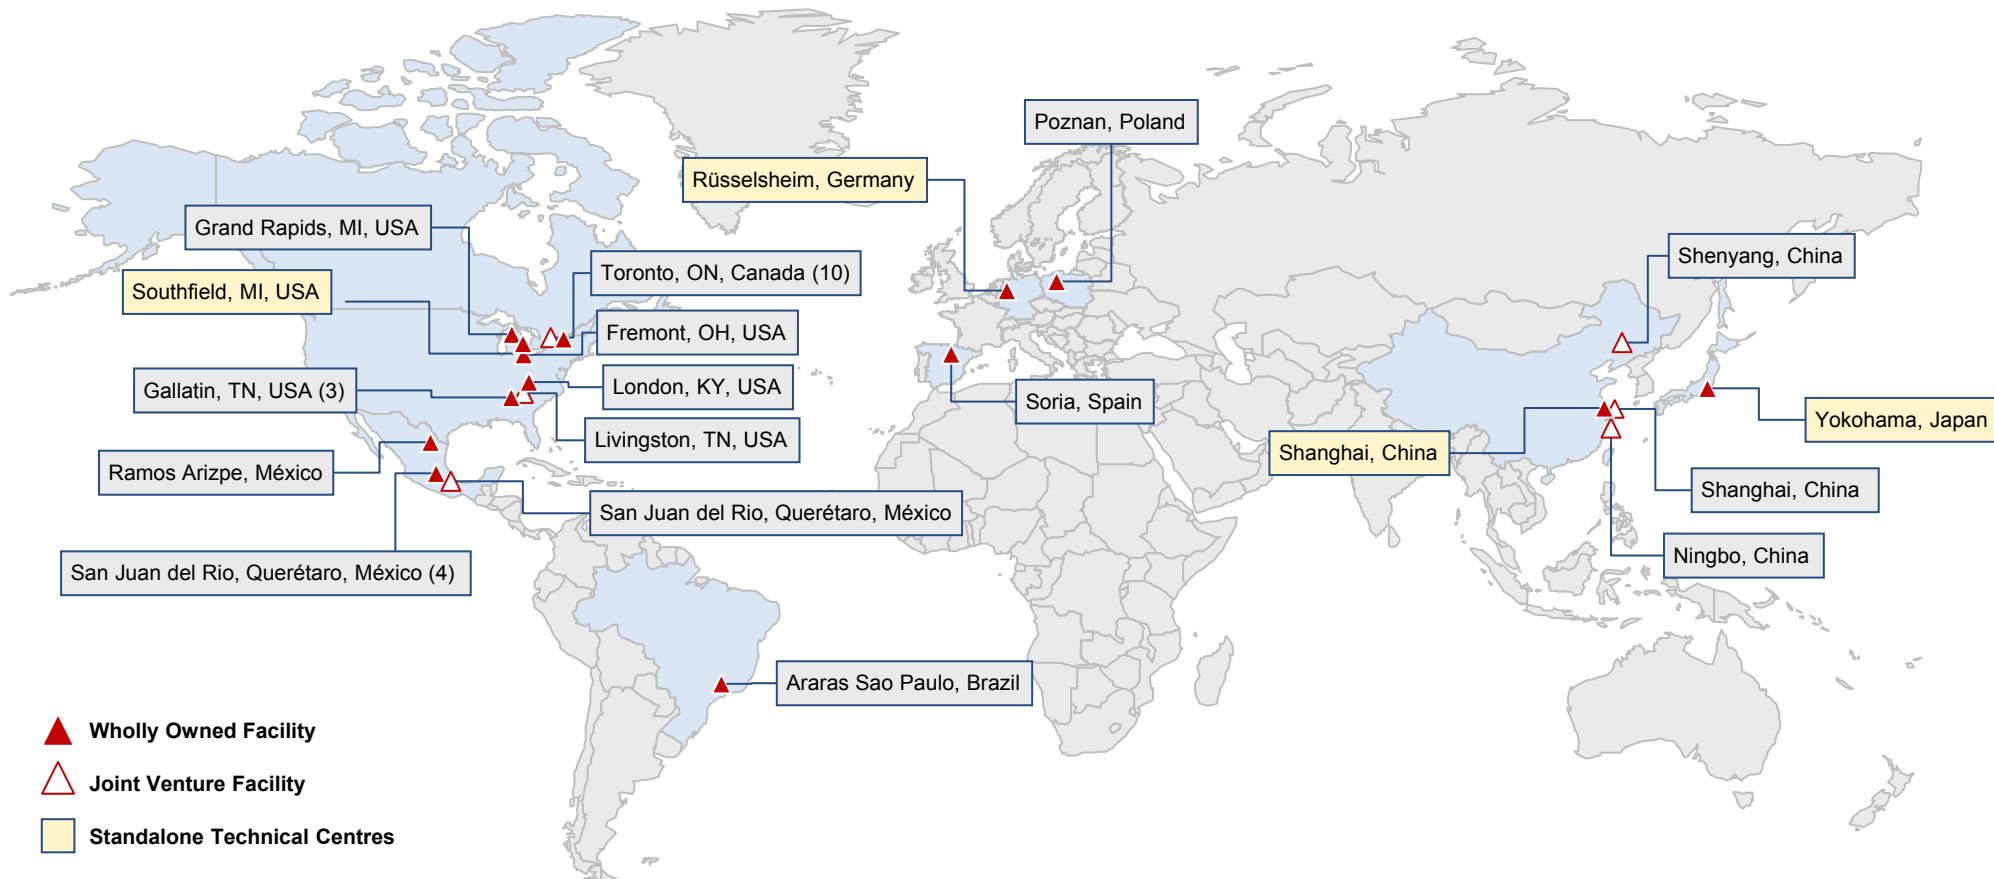 Poznan, Poland
Rüsselsheim, Germany
Grand Rapids, MI, USA
Shenyang, China
Toronto, ON, Canada (10)
Southfield, MI, USA
Fremont, OH, USA
Gallatin, TN, USA (3)
London, KY, USA
Soria, Spain
Yokohama, Japan
Livingston, TN, USA
Shanghai, China
Ramos Arizpe, México
Shanghai, China
San Juan del Rio, Querétaro, México
Ningbo, China
San Juan del Rio, Querétaro, México (4)
Araras Sao Paulo, Brazil
Wholly Owned Facility
Joint Venture Facility
Standalone Technical Centres